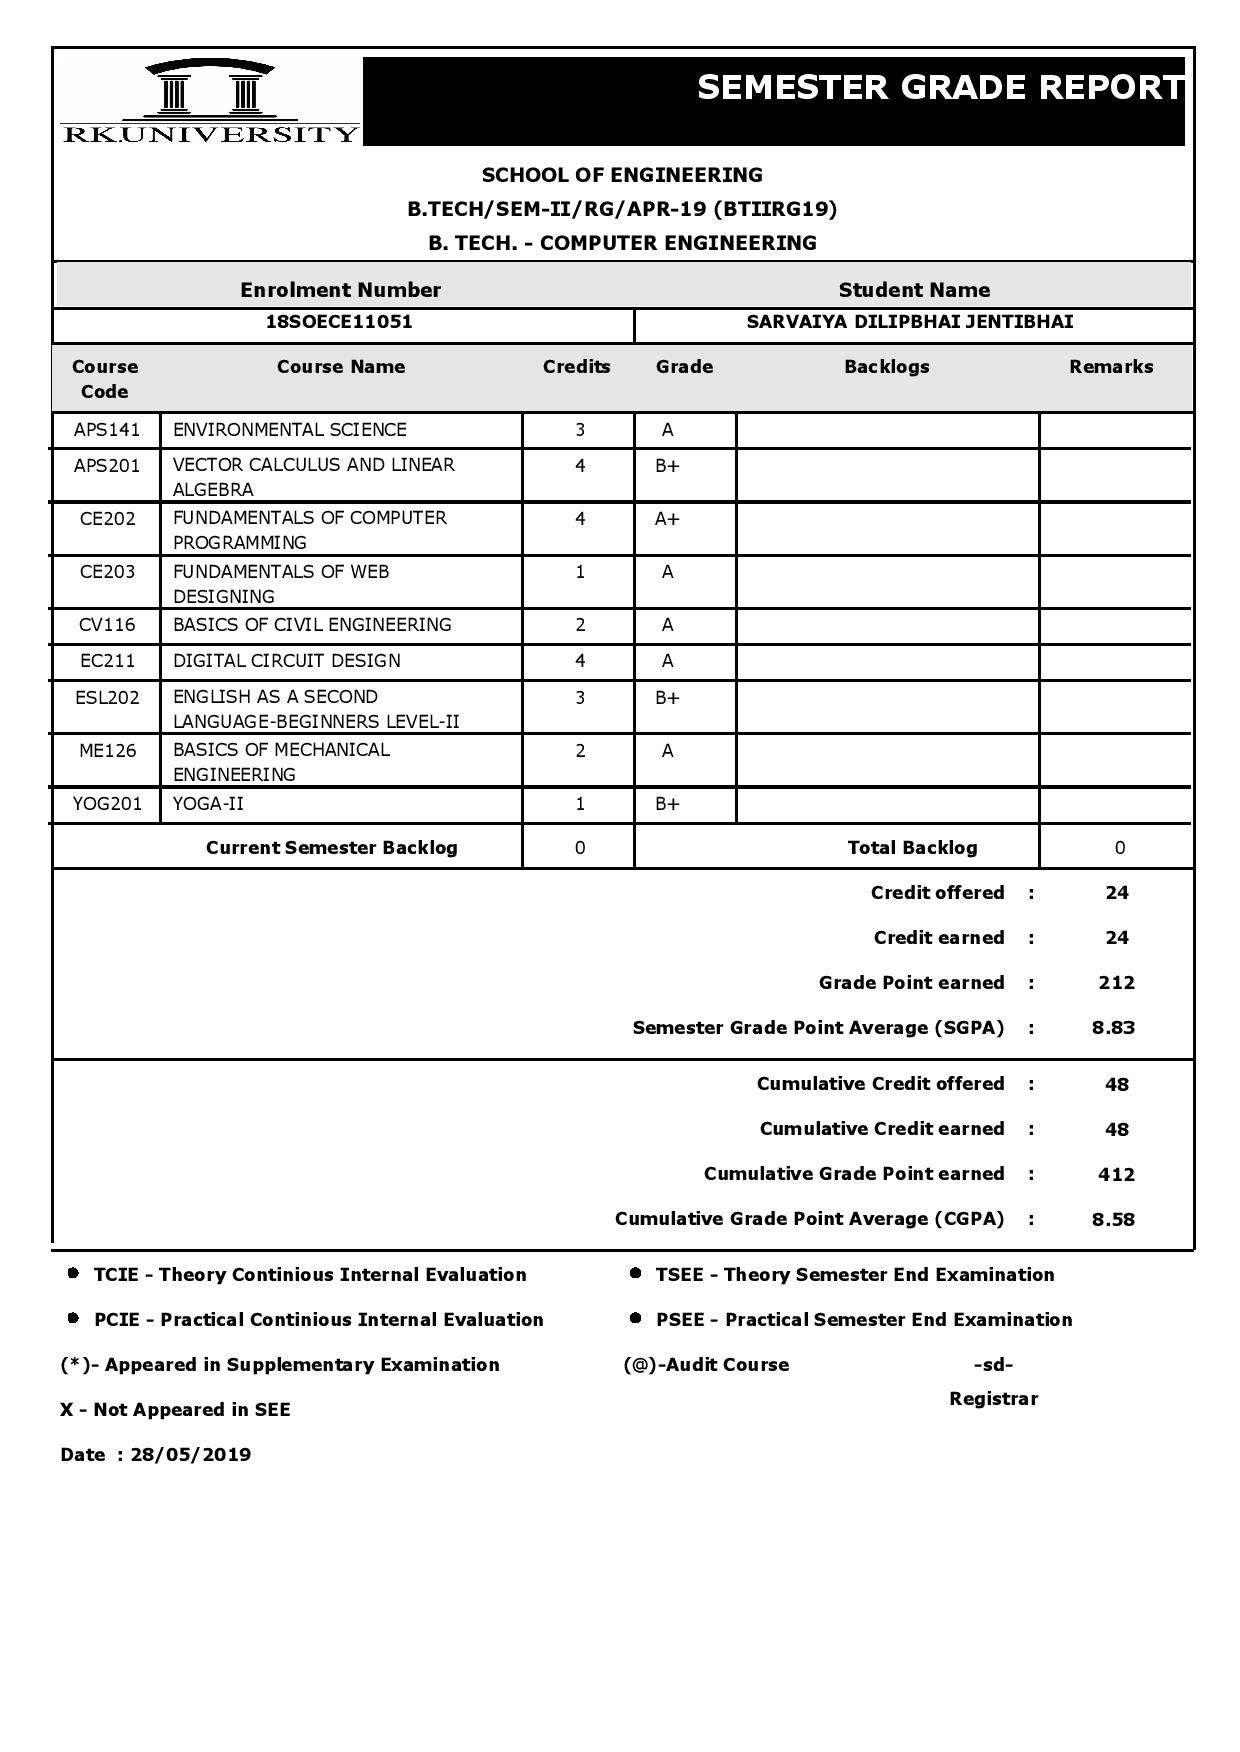 RK.UNIVERSITY
SEMESTER GRADE REPORT
SCHOOL OF ENGINEERING
B.TECH/SEM-II/RG/APR-19 (BTIIRG19)
B. TECH. - COMPUTER ENGINEERING
Enrolment Number Student Name
18SOECE11051 SARVAIYA DILIPBHAI JENTIBHAI
Course Course Name Credits Grade Backlogs Remarks
Code
APS141 ENVIRONMENTAL SCIENCE 3 A
APS201 VECTOR CALCULUS AND LINEAR 4 B+
ALGEBRA
CE202 FUNDAMENTALS OF COMPUTER 4 A+
PROGRAMMING
CE203 FUNDAMENTALS OF WEB 1 A
DESIGNING
CV116 BASICS OF CIVIL ENGINEERING 2 A
EC211 DIGITAL CIRCUIT DESIGN 4 A
ESL202 ENGLISH AS A SECOND 3 B+
LANGUAGE-BEGINNERS LEVEL-II
ME126 BASICS OF MECHANICAL 2 A
ENGINEERING
YOG201 YOGA-II 1 B+
Current Semester Backlog 0 Total Backlog 0
Credit offered : 24
Credit earned : 24
Grade Point earned : 212
Semester Grade Point Average (SGPA) : 8.83
Cumulative Credit offered : 48
Cumulative Credit earned : 48
Cumulative Grade Point earned : 412
Cumulative Grade Point Average (CGPA) : 8.58
● TCIE - Theory Continious Internal Evaluation ● TSEE - Theory Semester End Examination
● PCIE - Practical Continious Internal Evaluation ● PSEE - Practical Semester End Examination
(*)- Appeared in Supplementary Examination (@)-Audit Course -sd-
Registrar
X - Not Appeared in SEE
Date : 28/05/2019